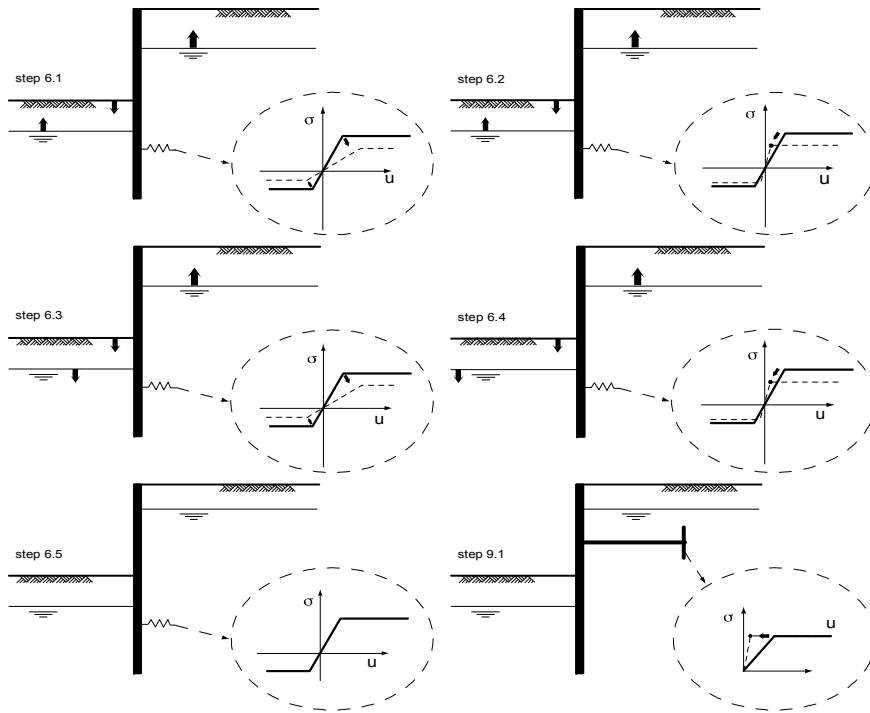 step 6.1
σ
u
step 6.2
σ
u
step 6.3
σ
u
step 6.4
σ
u
step 6.5
σ
u
step 9.1
σ
u